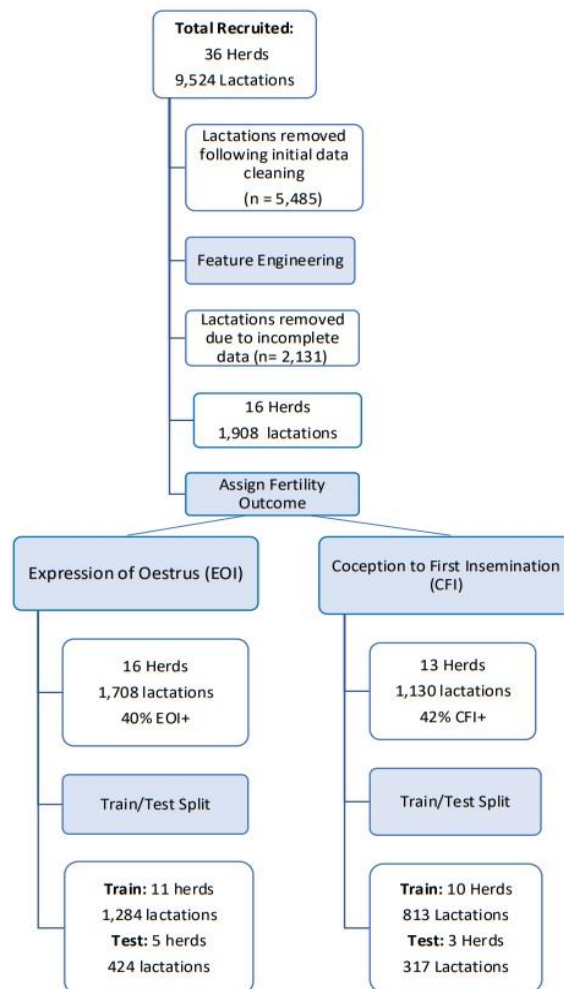 Total Recruited:
36 Herds
9,524 Lactations
Lactations removed
following initial data
cleaning
(n = 5,485)
Feature Engineering
Lactations removed
due to incomplete
data (n= 2,131)
16 Herds
1,908 lactations
Assign Fertility
Outcome
Expression of Oestrus (EOI)
16 Herds
1,708 lactations
40% EOI+
Train/Test Split
Train: 11 herds
1,284 lactations
Test: 5 herds
424 lactations
Coception to First Insemination
(CFI)
13 Herds
1,130 lactations
42% CFI+
Train/Test Split
Train: 10 Herds
813 Lactations
Test: 3 Herds
317 Lactations